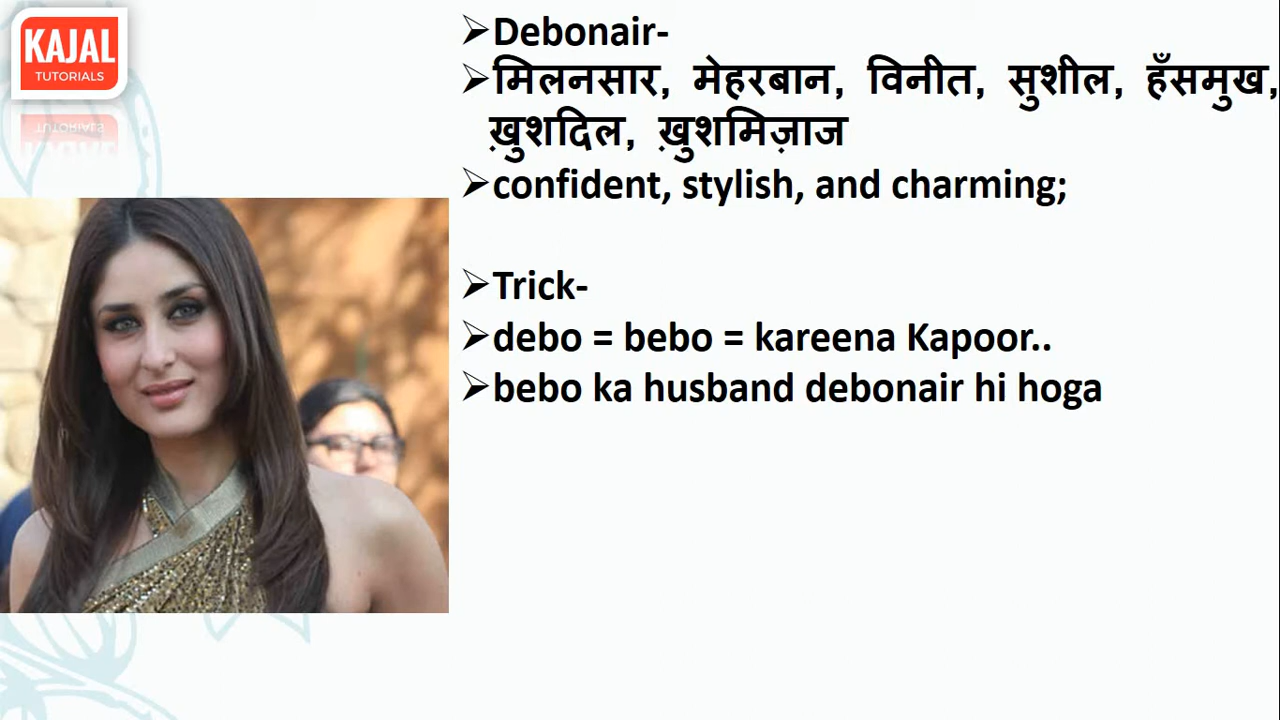 KAJAL
TUTORIALS
Debonair-
मिलनसार, मेहरबान, विनीत, सुशील, हँसमुख,
ख़ुशदिल, ख़ुशमिज़ाज
confident, stylish, and charming;
Trick-
debo = bebo = kareena Kapoor..
bebo ka husband debonair hi hoga